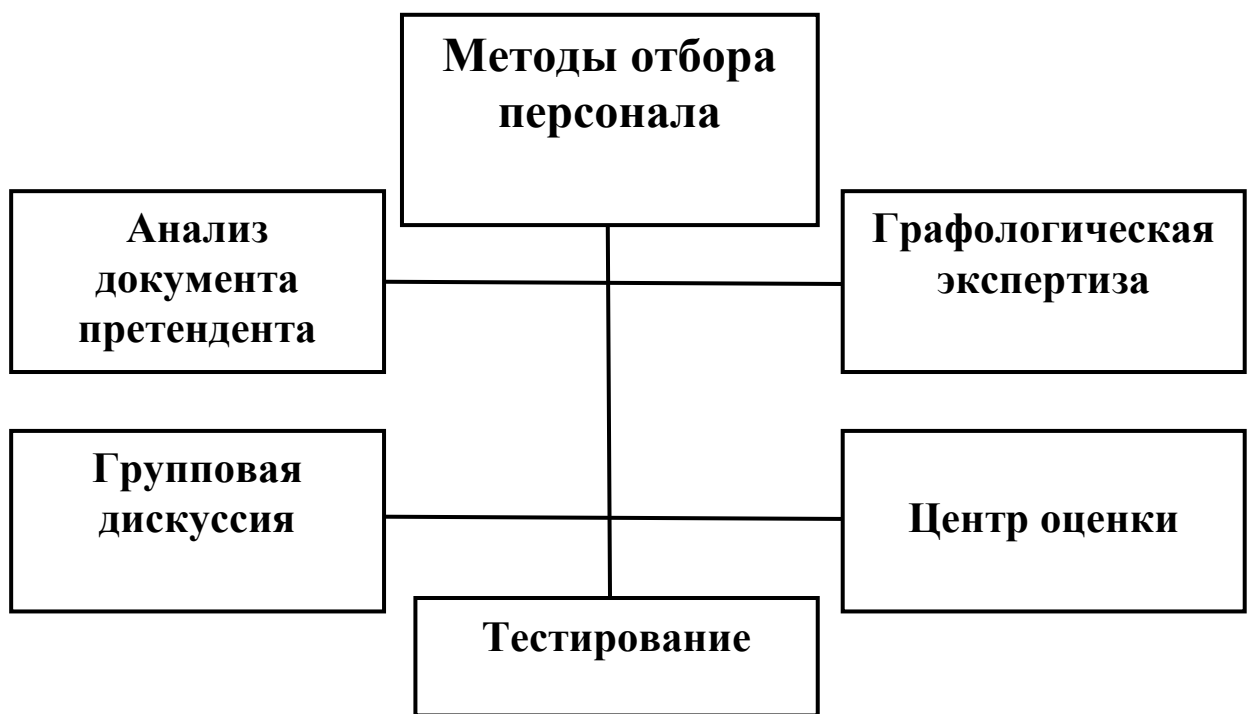 Методы отбора
персонала
Анализ
документа
претендента
Графологическая
экспертиза
Групповая
дискуссия
Центр оценки
Тестирование